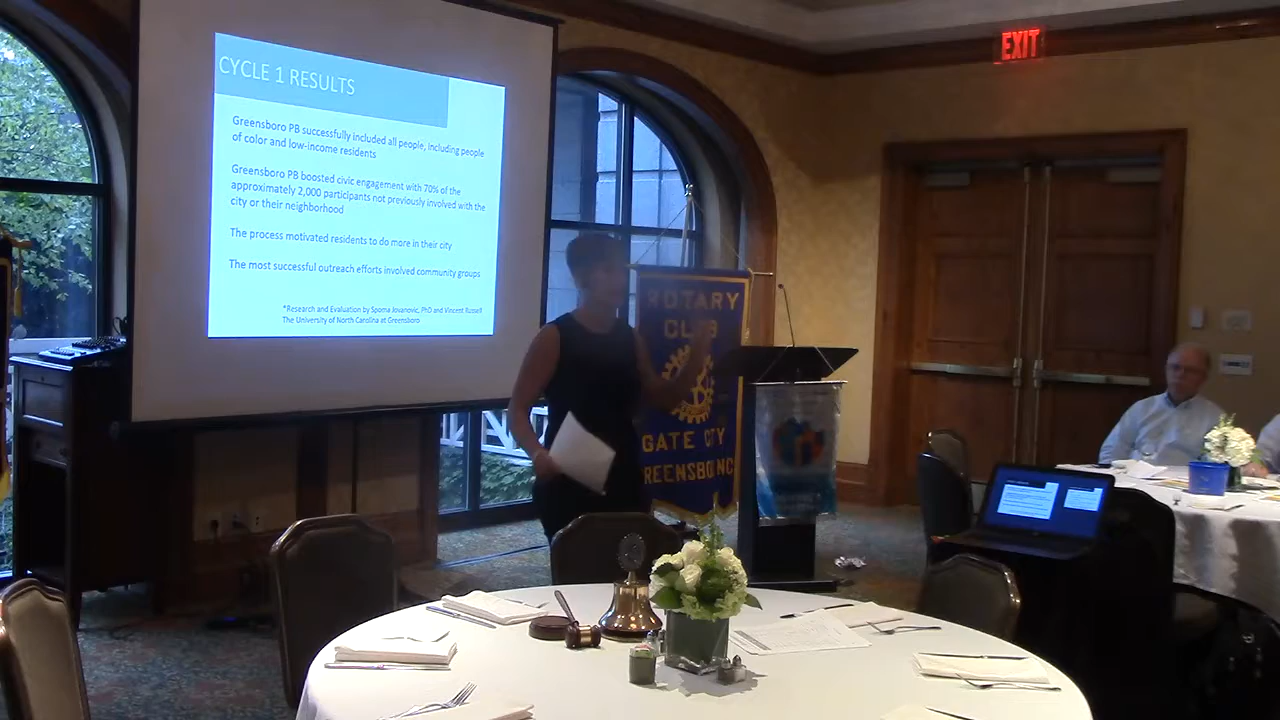 CYCLE 1 RESULTS
Greensboro PB successfully included all people, including people
of color and low-income residents
Greensboro PB boosted civic engagement with 70% of the
approximately 2,000 participants not previously involved with the
city or their neighborhood
The process motivated residents to do more in their city
The most successful outreach efforts involved community groups
*Research and Evaluation by Spoma Jovanovic, PhD and Vincent Russell
The University of North Carolina at Greensboro
EXIT
ROTARY
CLUB
GATE CITY
GREENSBORO NC